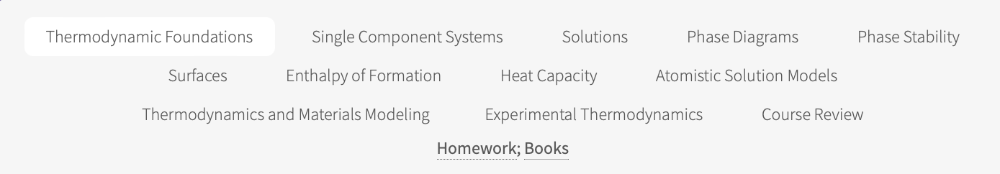 Thermodynamic Foundations Single Component Systems Solutions Phase Diagrams Phase Stability
Surfaces Enthalpy of Formation Heat Capacity Atomistic Solution Models
Thermodynamics and Materials Modeling Experimental Thermodynamics Course Review
Homework; Books